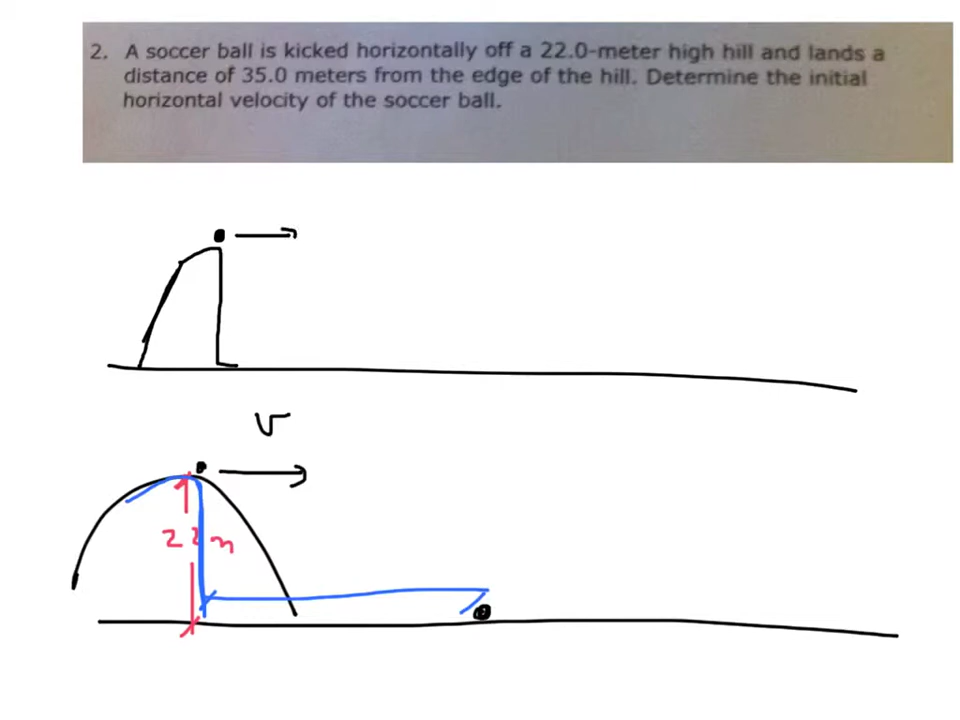 2. A soccer ball is kicked horizontally off a 22.0-meter high hill and lands a
distance of 35.0 meters from the edge of the hill. Determine the initial
horizontal velocity of the soccer ball.
v
22m